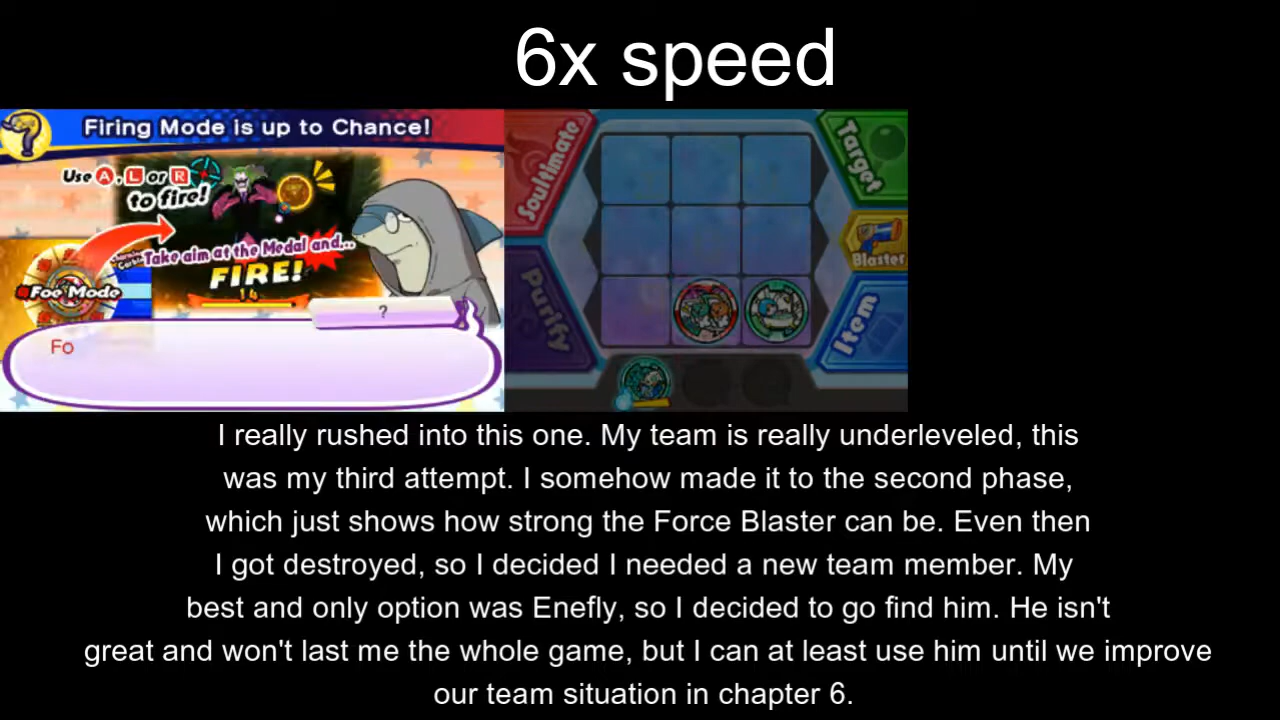 6x speed
Firing Mode is up to Chance!
Use A, L or R
to fire!
Take aim at the Medal and...
FIRE!
14
Foe Mode
?
Fo
Soultimate
Target
Blaster
Purify
Item
I really rushed into this one. My team is really underleveled, this
was my third attempt. I somehow made it to the second phase,
which just shows how strong the Force Blaster can be. Even then
I got destroyed, so I decided I needed a new team member. My
best and only option was Enefly, so I decided to go find him. He isn't
great and won't last me the whole game, but I can at least use him until we improve
our team situation in chapter 6.